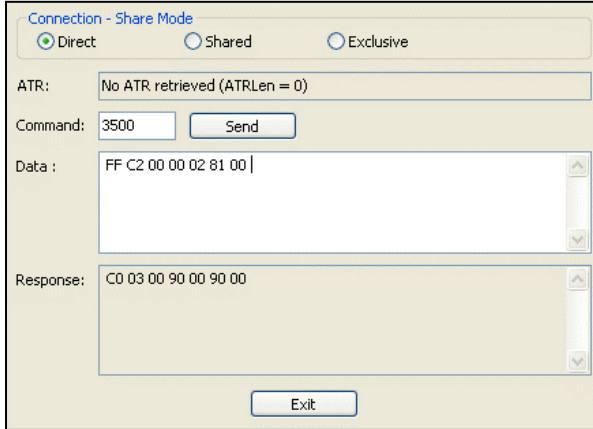 Connection - Share Mode
Direct Shared Exclusive
ATR: No ATR retrieved (ATRLen = 0)
Command: 3500 Send
Data : FF C2 00 00 02 81 00
Response: C0 03 00 90 00 90 00
Exit